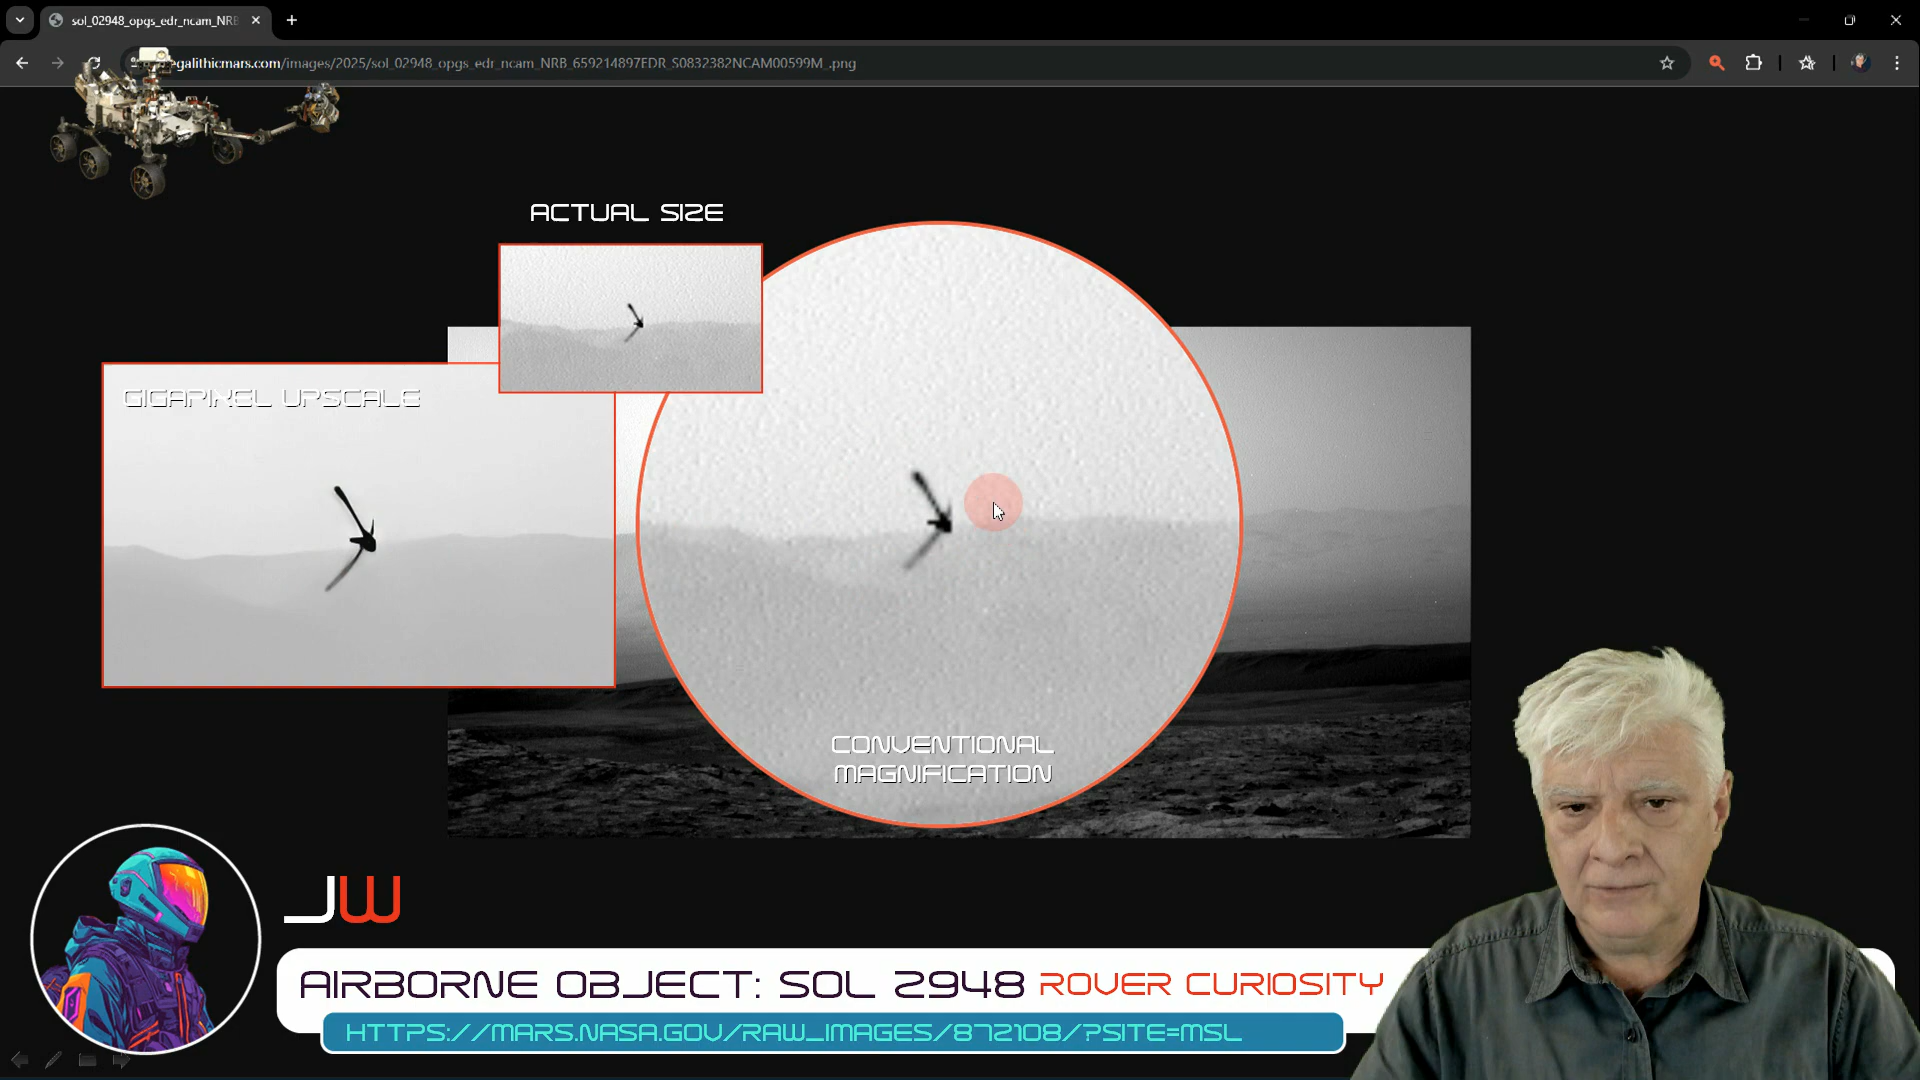 sol_02948_opgs_edr_ncam_NRB
egalithicmars.com/images/2025/sol_02948_opgs_edr_ncam_NRB_659214897EDR_S0832382NCAM00599M_.png
ACTUAL SIZE
GIGAPIXEL UPSCALE
CONVENTIONAL
MAGNIFICATION
JW
AIRBORNE OBJECT: SOL 2948 ROVER CURIOSITY
HTTPS://MARS.NASA.GOV/RAW_IMAGES/872108/?SITE=MSL